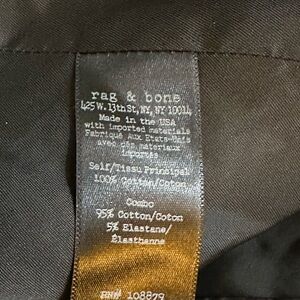 rag & bone
425 W. 13th St, NY, NY 10014
Made in the USA
with imported materials
Fabriqué Aux Etats-Unis
avec des materiaux
importés
Self/Tissu Principal
100% Cotton/Coton
Combo
95% Cotton/Coton
5% Elastane/
Élasthanne
RN# 108879